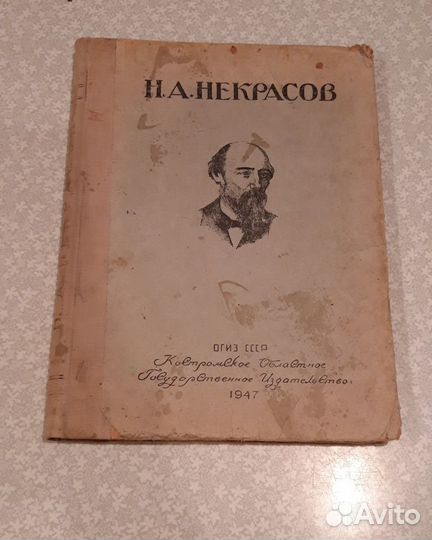 Н.А.НЕКРАСОВ
ОГИЗ СССР
Костромское Областное
Государственное Издательство
1947
Avito